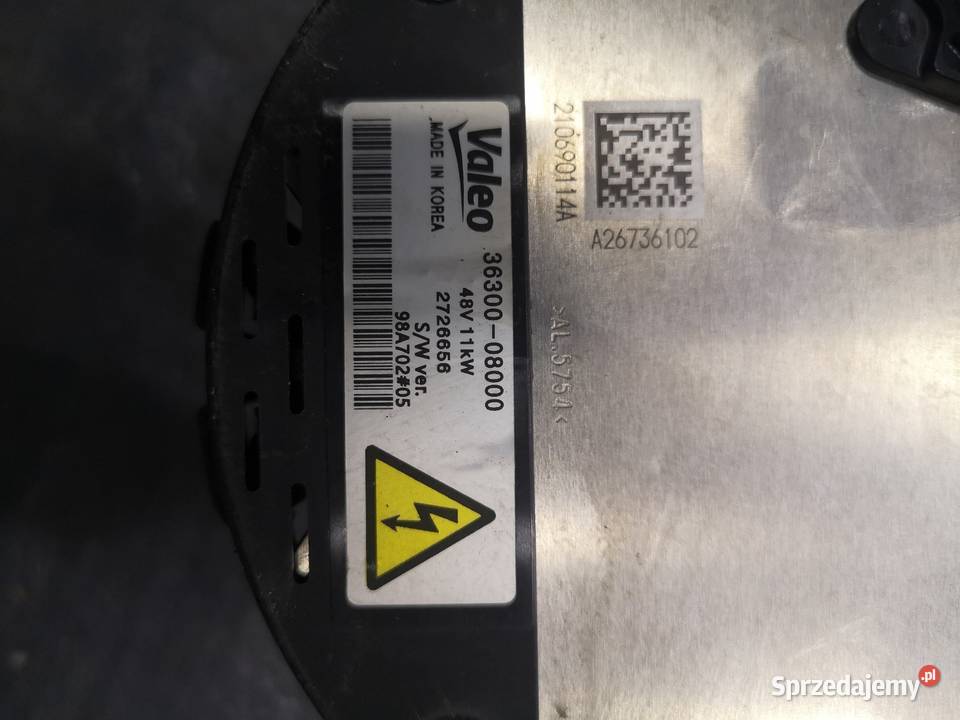 Valeo
MADE IN KOREA
36300-08000
48V 11kW
2726656
S/W ver.
98A702#05
210690114A
A26736102
>AL.5754<
Sprzedajemy.pl